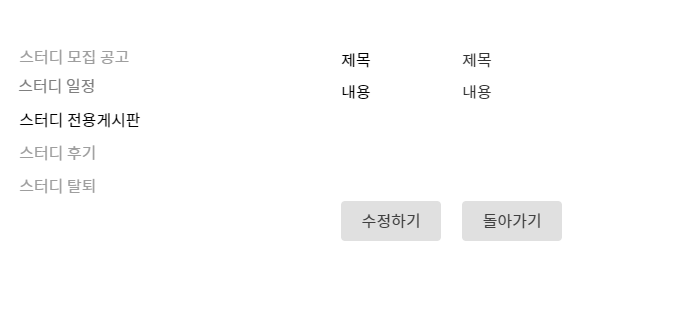 스터디 모집 공고
스터디 일정
스터디 전용게시판
스터디 후기
스터디 탈퇴
제목 제목
내용 내용
수정하기 돌아가기